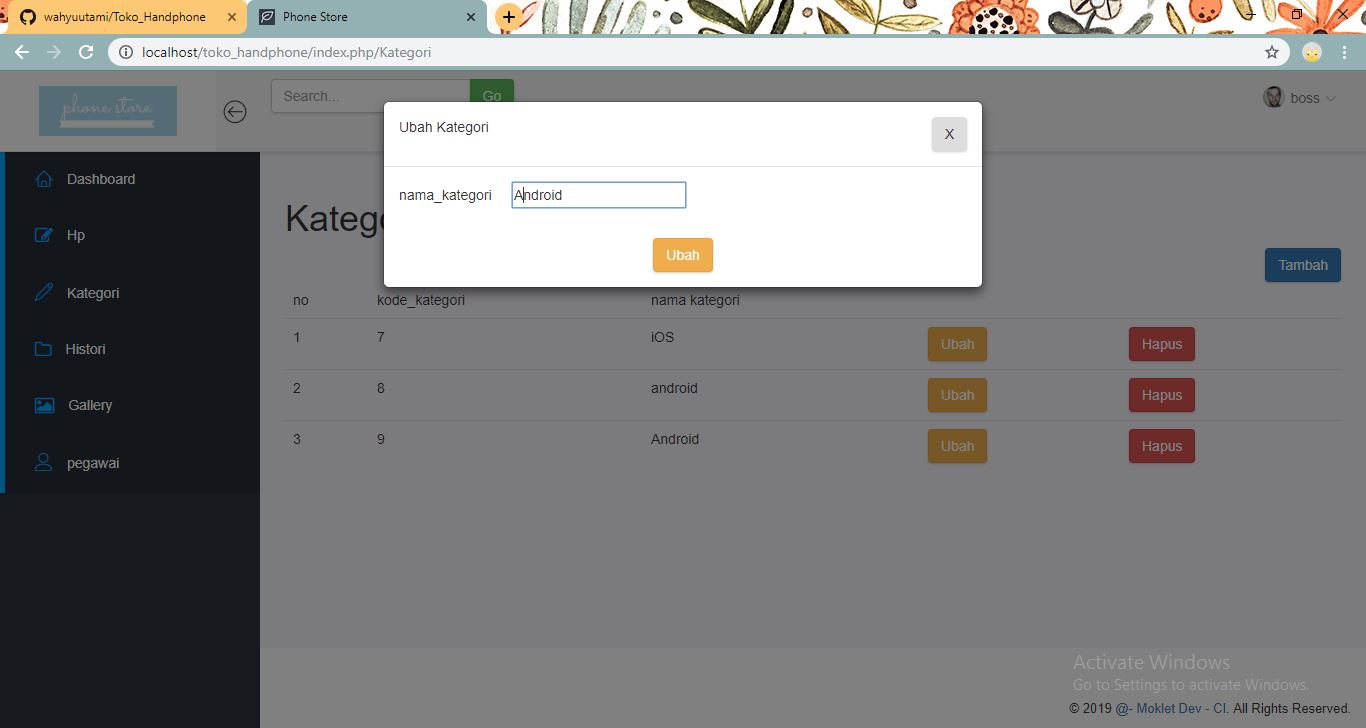 wahyuutami/Toko_Handphone
Phone Store
localhost/toko_handphone/index.php/Kategori
phone store
Search...
Go
boss
Ubah Kategori
X
nama_kategori
Android
Ubah
Dashboard
Hp
Kategori
Histori
Gallery
pegawai
Tambah
no kode_kategori nama kategori
1 7 iOS Ubah Hapus
2 8 android Ubah Hapus
3 9 Android Ubah Hapus
Activate Windows
Go to Settings to activate Windows.
© 2019 @- Moklet Dev - CI. All Rights Reserved.